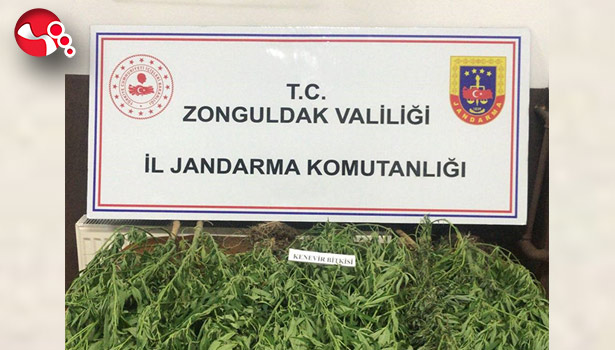 T.C.
ZONGULDAK VALİLİĞİ
İL JANDARMA KOMUTANLIĞI
JANDARMA
KENEVİR BİTKİSİ